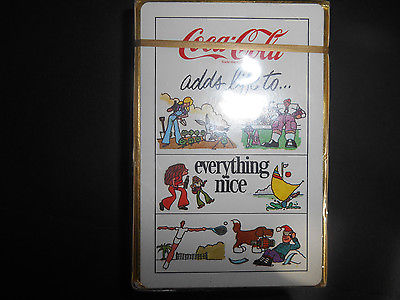 Coca-Cola
adds life to...
everything
nice